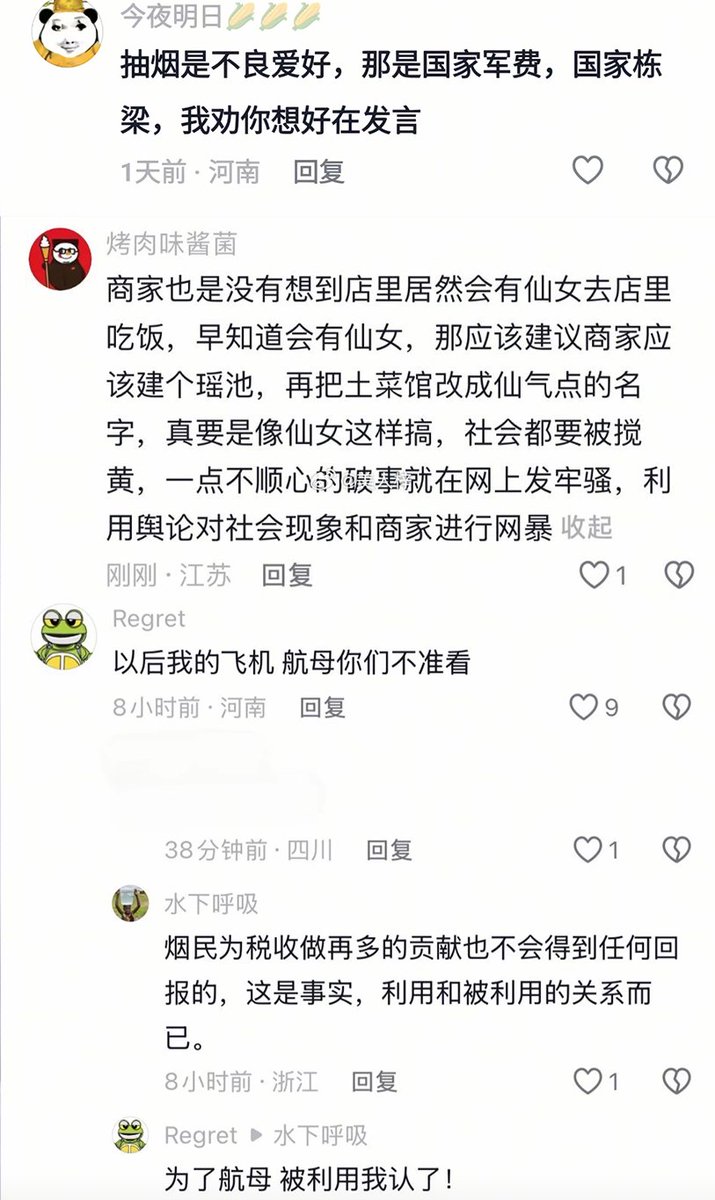 今夜明日🌽🌽🌽
抽烟是不良爱好，那是国家军费，国家栋
梁，我劝你想好在发言
1天前·河南 回复
烤肉味酱菌
商家也是没有想到店里居然会有仙女去店里
吃饭，早知道会有仙女，那应该建议商家应
该建个瑶池，再把土菜馆改成仙气点的名
字，真要是像仙女这样搞，社会都要被搅
黄，一点不顺心的破事就在网上发牢骚，利
用舆论对社会现象和商家进行网暴 收起
刚刚·江苏 回复 1
Regret
以后我的飞机 航母你们不准看
8小时前·河南 回复 9
38分钟前·四川 回复 1
水下呼吸
烟民为税收做再多的贡献也不会得到任何回
报的，这是事实，利用和被利用的关系而
已。
8小时前·浙江 回复 1
Regret ▶ 水下呼吸
为了航母 被利用我认了！